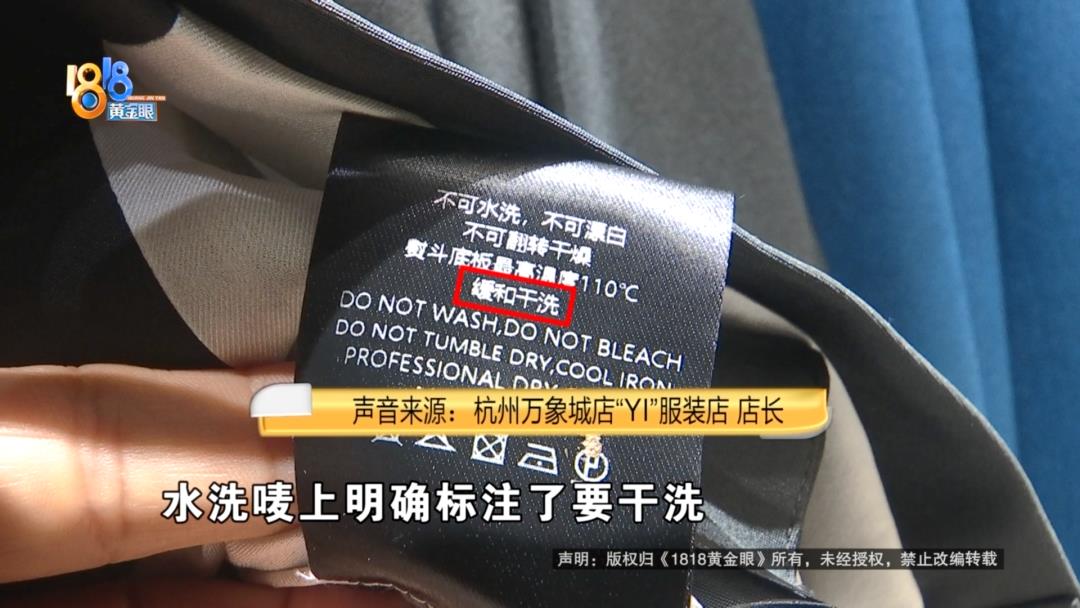 1818
黄金眼
不可水洗，不可漂白
不可翻转干燥
熨斗底板最高温度110℃
缓和干洗
DO NOT WASH,DO NOT BLEACH
DO NOT TUMBLE DRY,COOL IRON
PROFESSIONAL
声音来源：杭州万象城店“YI”服装店 店长
水洗唛上明确标注了要干洗
声明：版权归《1818黄金眼》所有，未经授权，禁止改编转载